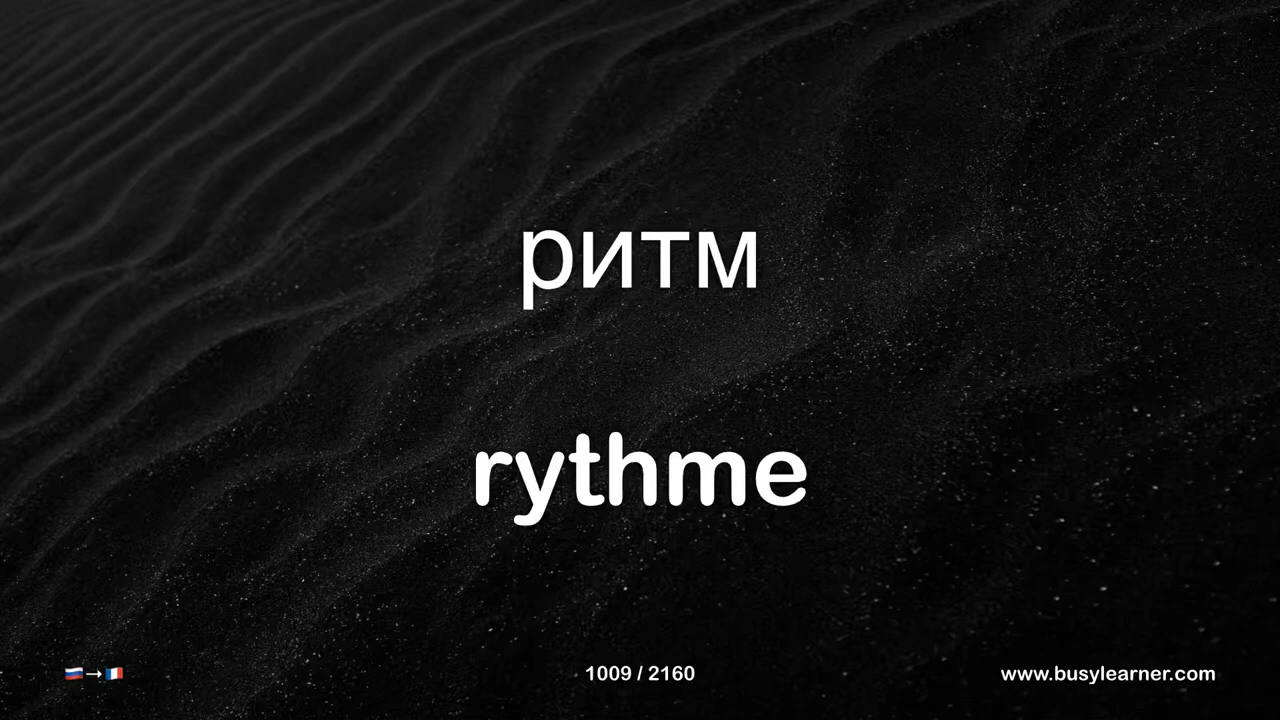 ритм
rythme
🇷🇺→🇫🇷 1009 / 2160 www.busylearner.com